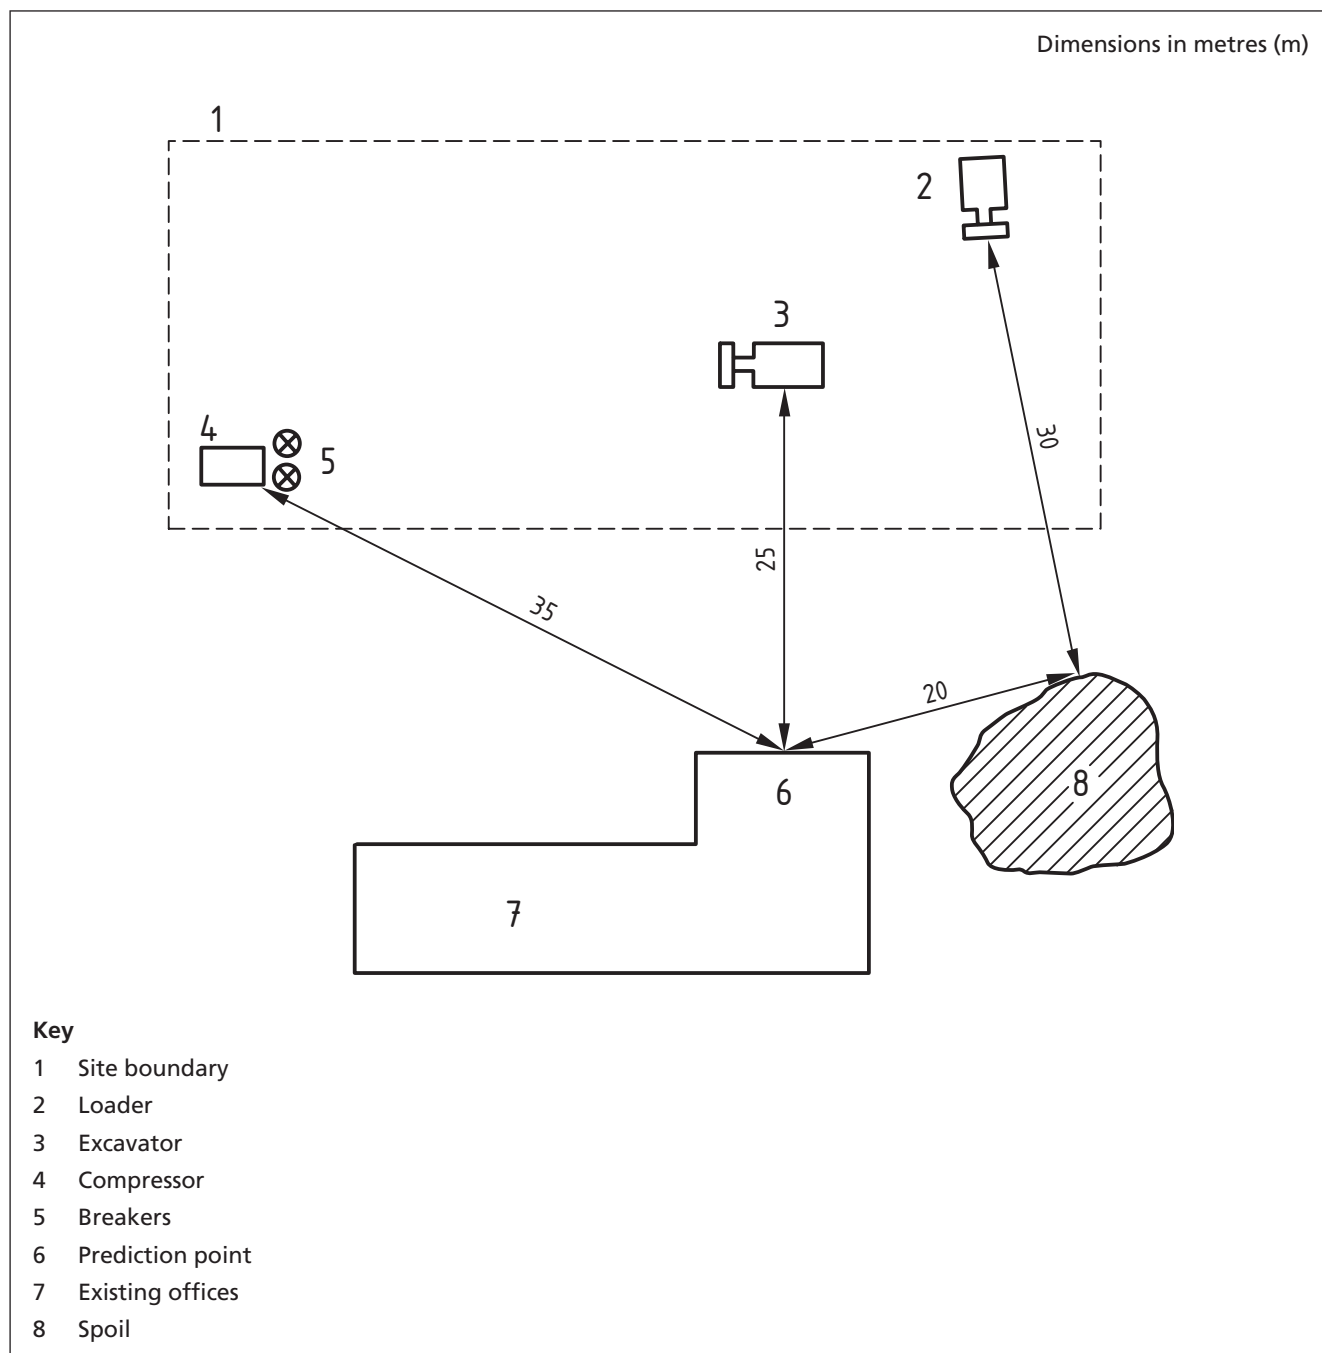 Dimensions in metres (m)
1
2
3
4
5
30
25
35
20
6
8
7
Key
1 Site boundary
2 Loader
3 Excavator
4 Compressor
5 Breakers
6 Prediction point
7 Existing offices
8 Spoil